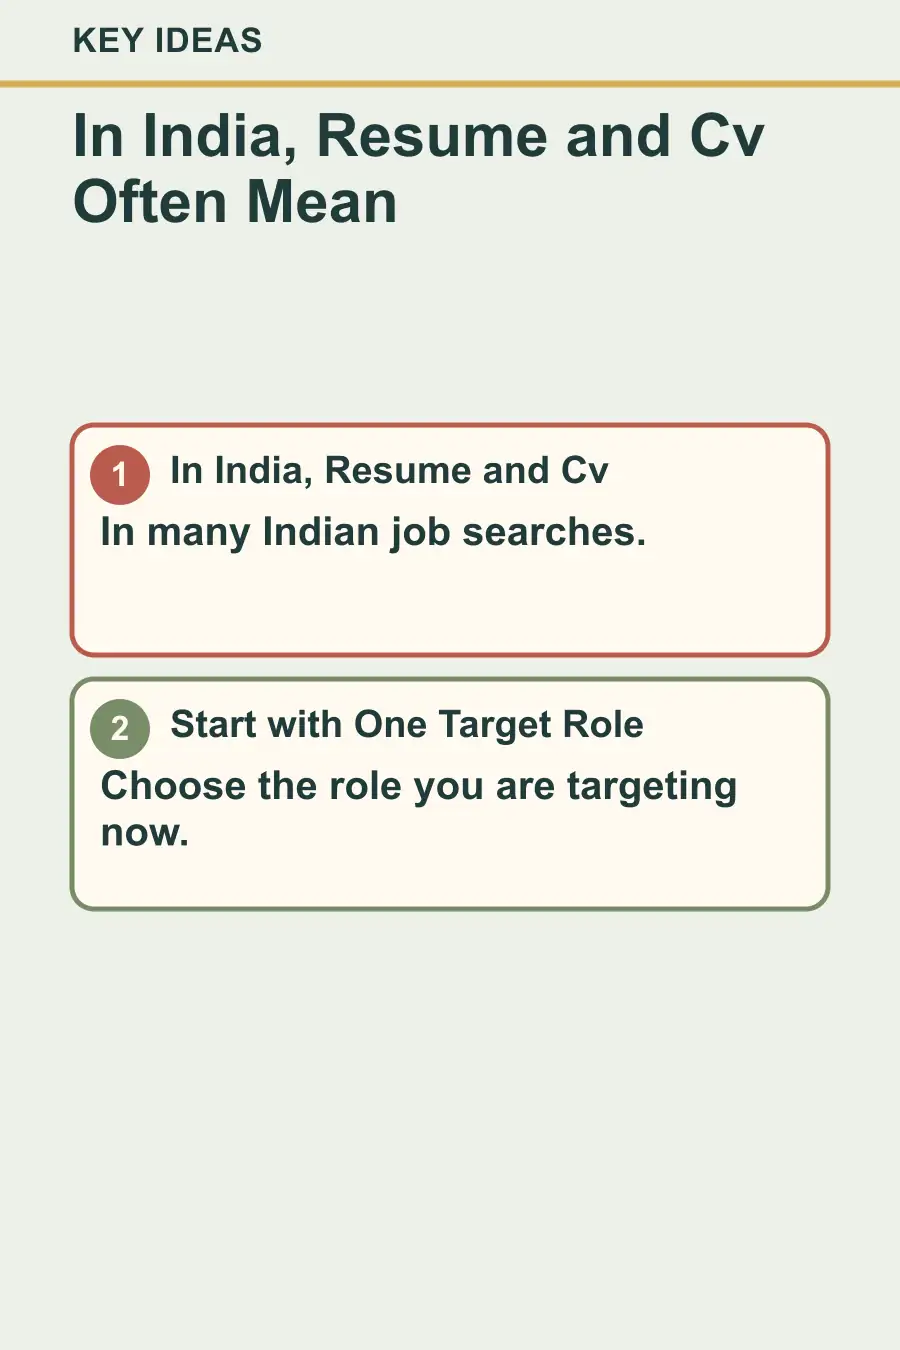 KEY IDEAS
In India, Resume and Cv
Often Mean
1 In India, Resume and Cv
In many Indian job searches.
2 Start with One Target Role
Choose the role you are targeting
now.